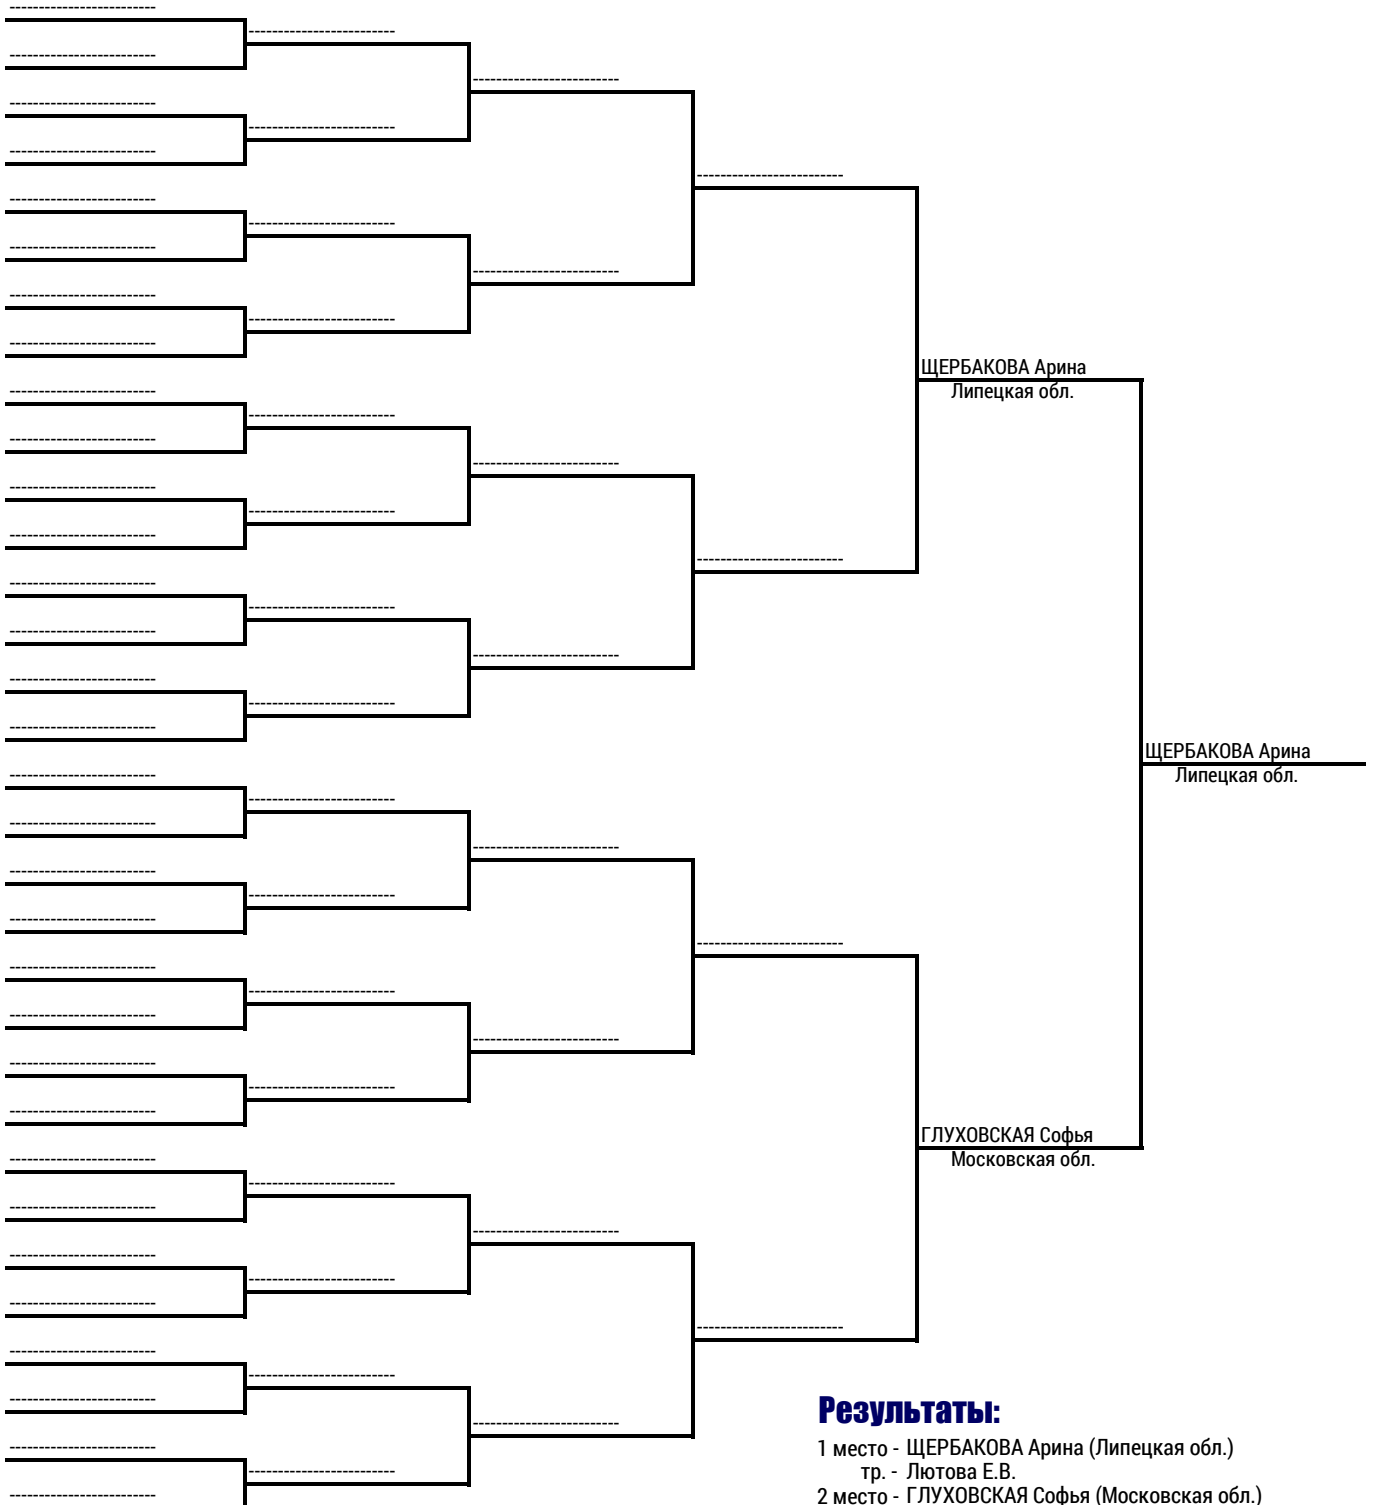 ЩЕРБАКОВА Арина
Липецкая обл.
ЩЕРБАКОВА Арина
Липецкая обл.
ГЛУХОВСКАЯ Софья
Московская обл.
Результаты:
1 место - ЩЕРБАКОВА Арина (Липецкая обл.)
тр. - Лютова Е.В.
2 место - ГЛУХОВСКАЯ Софья (Московская обл.)